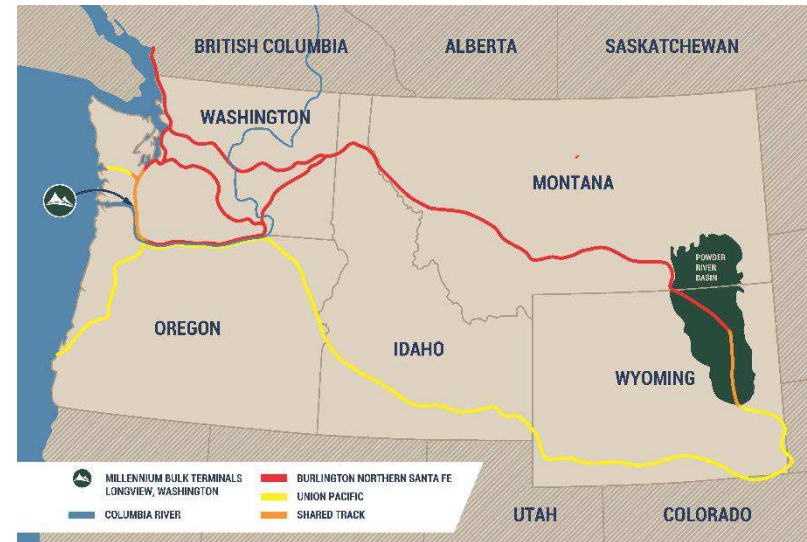 BRITISH COLUMBIA
ALBERTA
SASKATCHEWAN
WASHINGTON
MONTANA
POWDER
RIVER
BASIN
OREGON
IDAHO
WYOMING
MILLENNIUM BULK TERMINALS
LONGVIEW, WASHINGTON
COLUMBIA RIVER
BURLINGTON NORTHERN SANTA FE
UNION PACIFIC
SHARED TRACK
UTAH
COLORADO